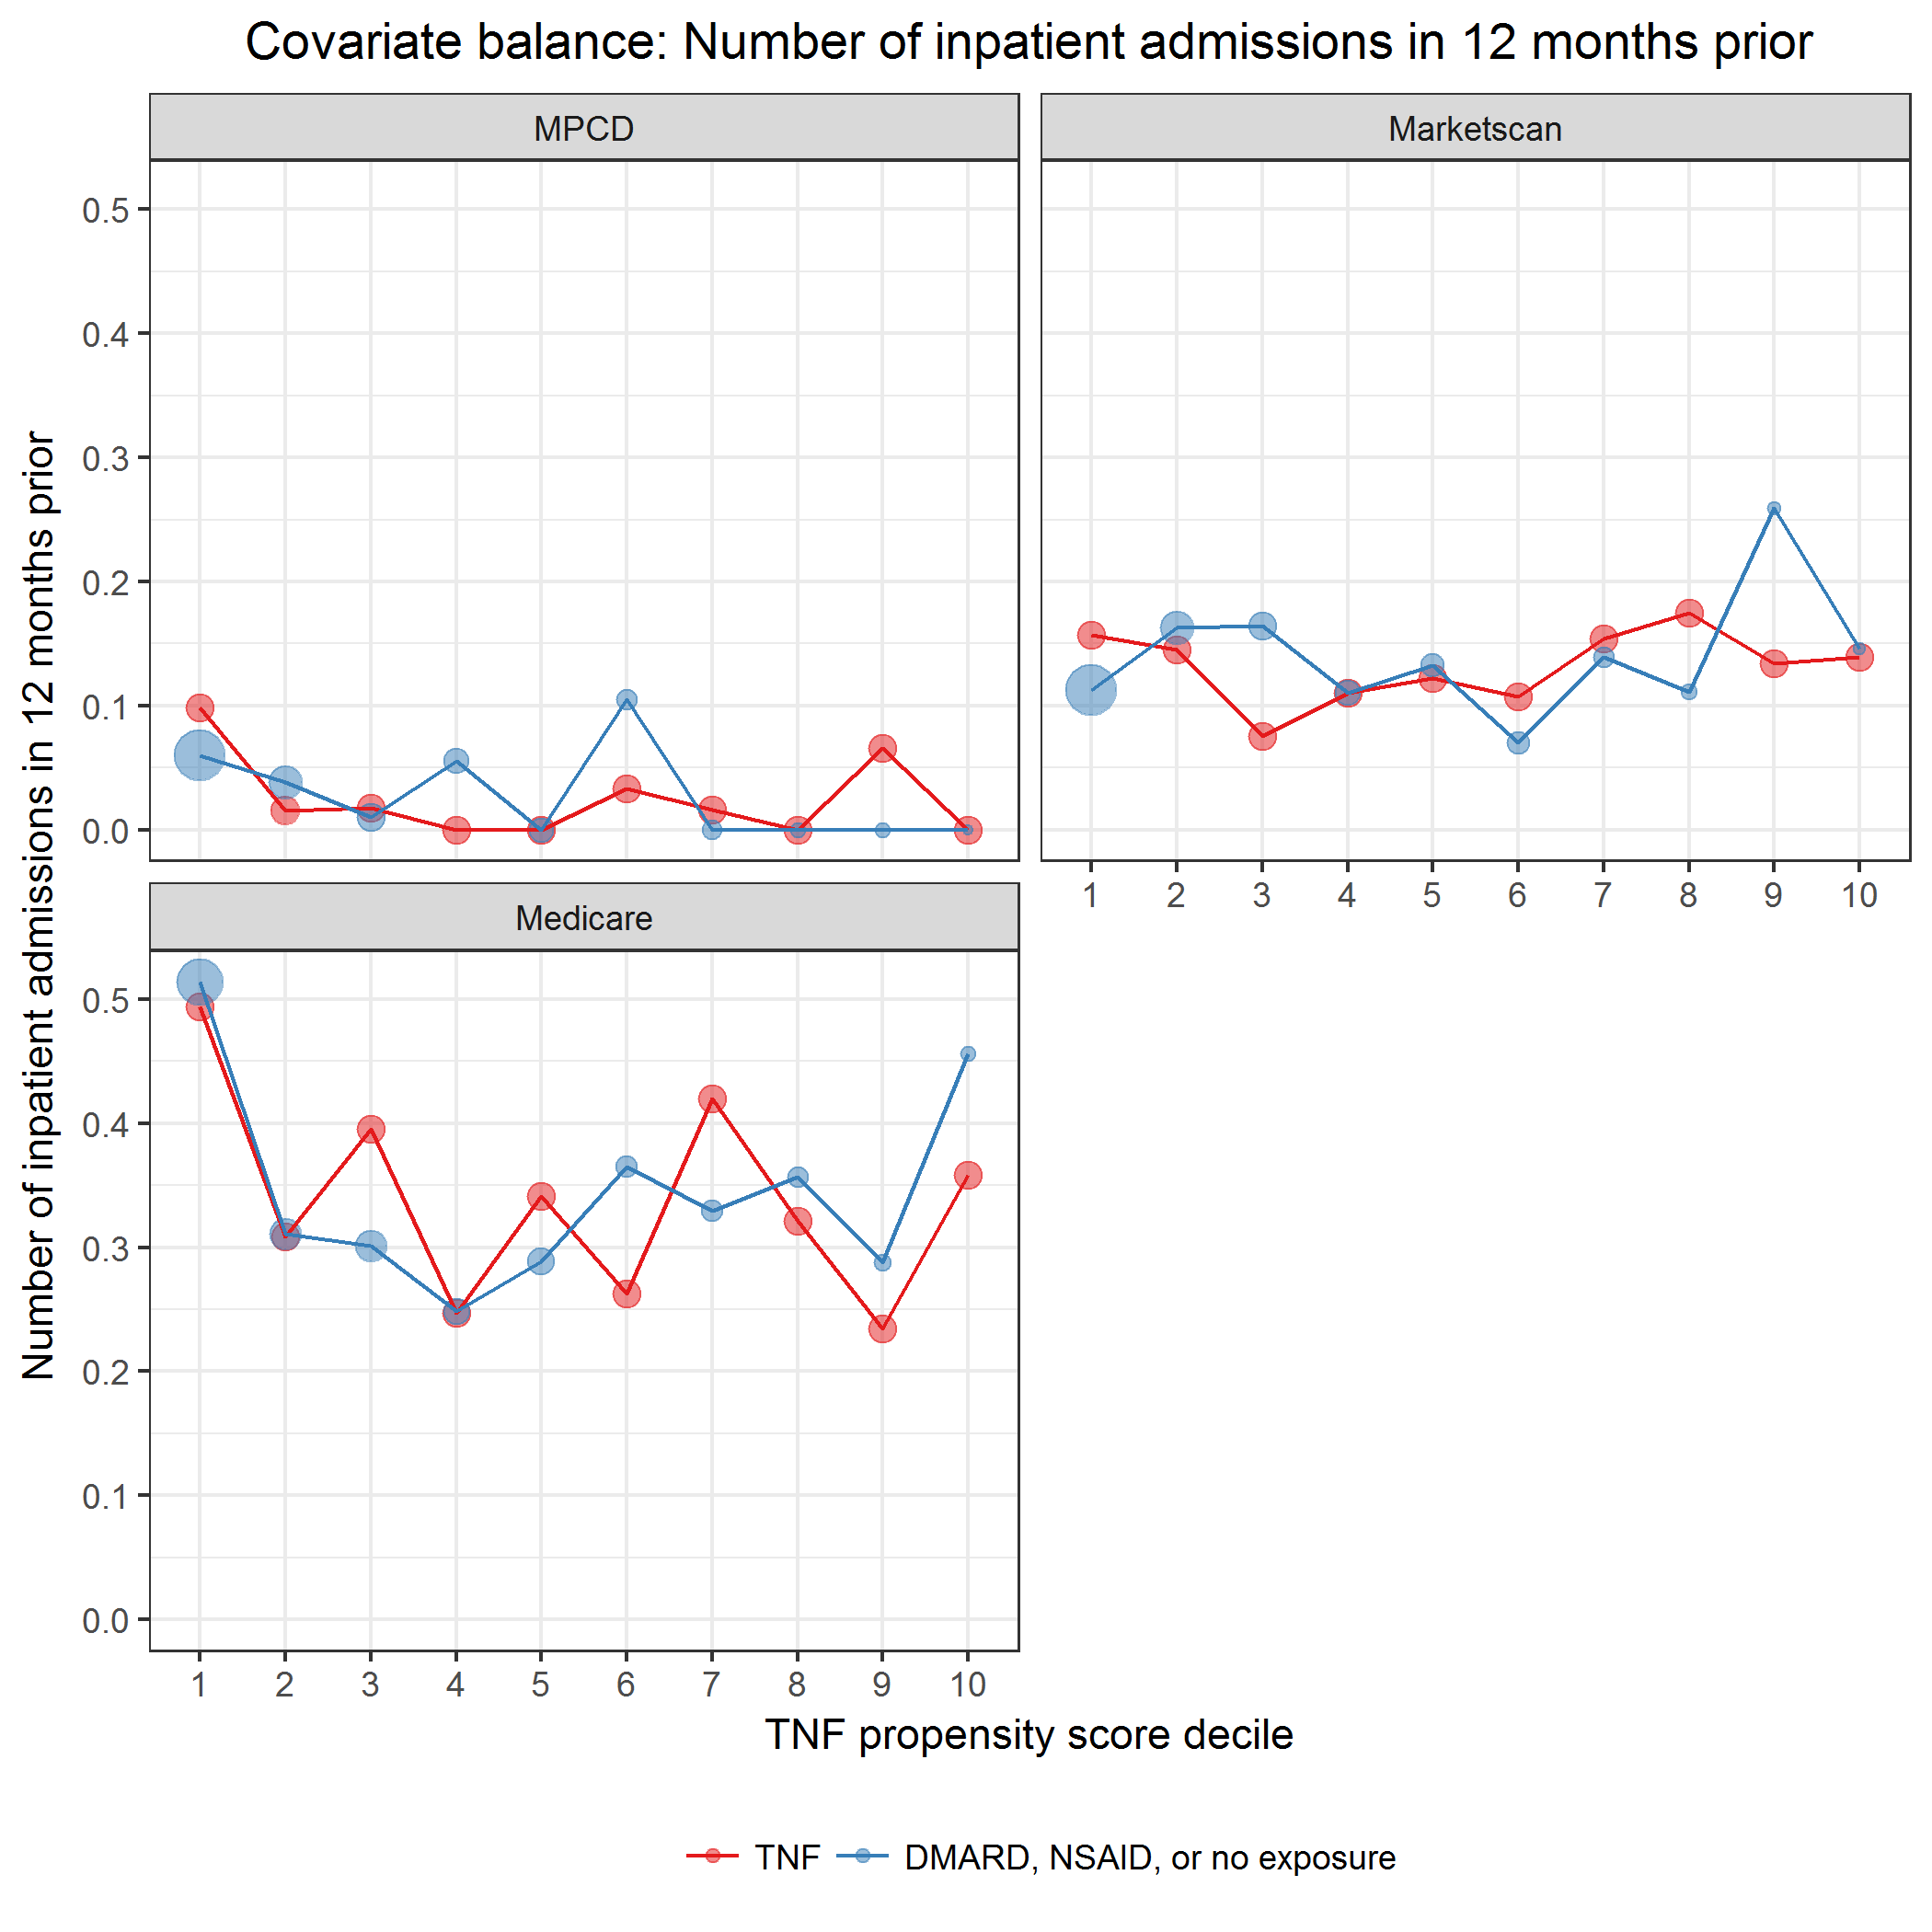 Covariate balance: Number of inpatient admissions in 12 months prior
MPCD
Marketscan
0.5
0.4
0.3
0.2
0.1
0.0
1 2 3 4 5 6 7 8 9 10
Medicare
0.5
0.4
0.3
0.2
0.1
0.0
1 2 3 4 5 6 7 8 9 10
Number of inpatient admissions in 12 months prior
TNF propensity score decile
TNF
DMARD, NSAID, or no exposure